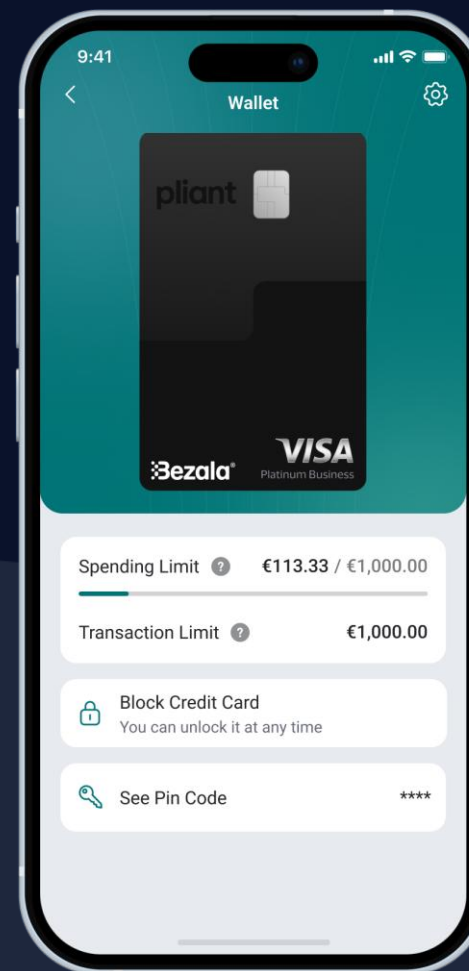 9:41
Wallet
pliant
Bezala
VISA
Platinum Business
Spending Limit ? €113.33 / €1,000.00
Transaction Limit ? €1,000.00
Block Credit Card
You can unlock it at any time
See Pin Code ****